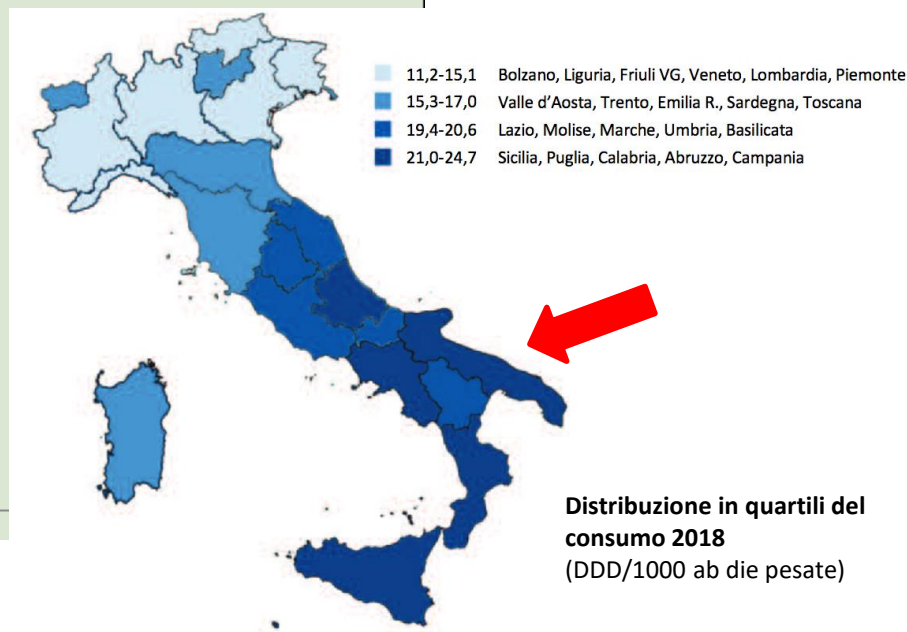 11,2-15,1 Bolzano, Liguria, Friuli VG, Veneto, Lombardia, Piemonte
15,3-17,0 Valle d’Aosta, Trento, Emilia R., Sardegna, Toscana
19,4-20,6 Lazio, Molise, Marche, Umbria, Basilicata
21,0-24,7 Sicilia, Puglia, Calabria, Abruzzo, Campania
Distribuzione in quartili del
consumo 2018
(DDD/1000 ab die pesate)